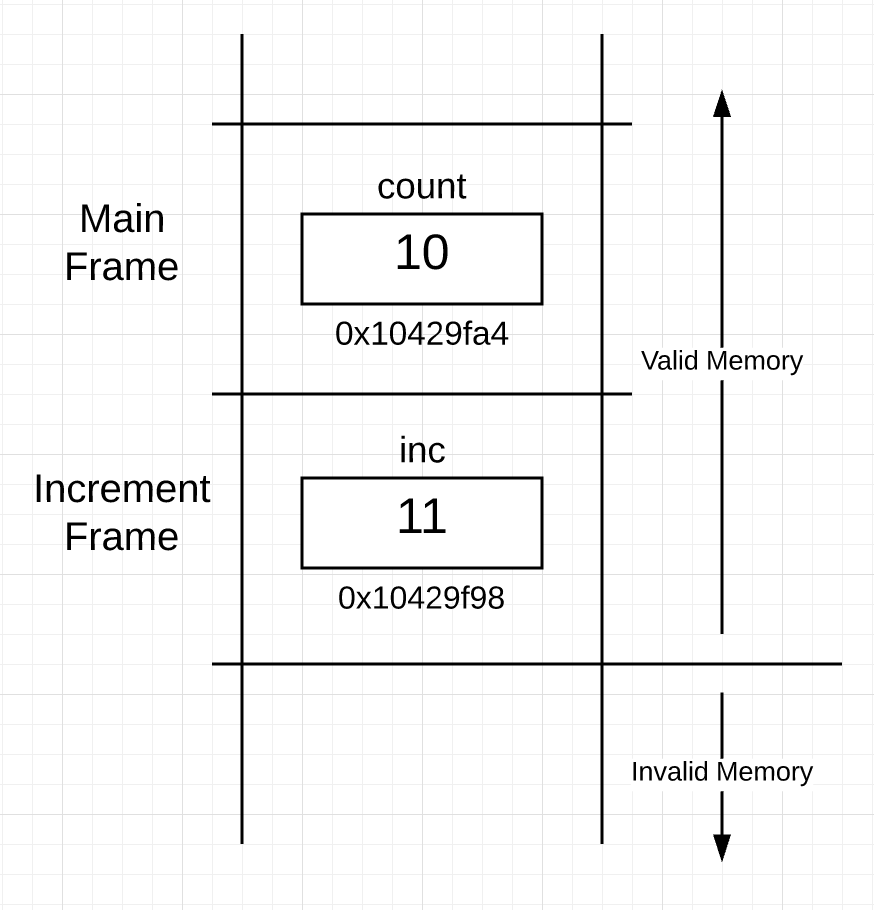 count
Main
Frame
10
0x10429fa4
Valid Memory
inc
Increment
Frame
11
0x10429f98
Invalid Memory